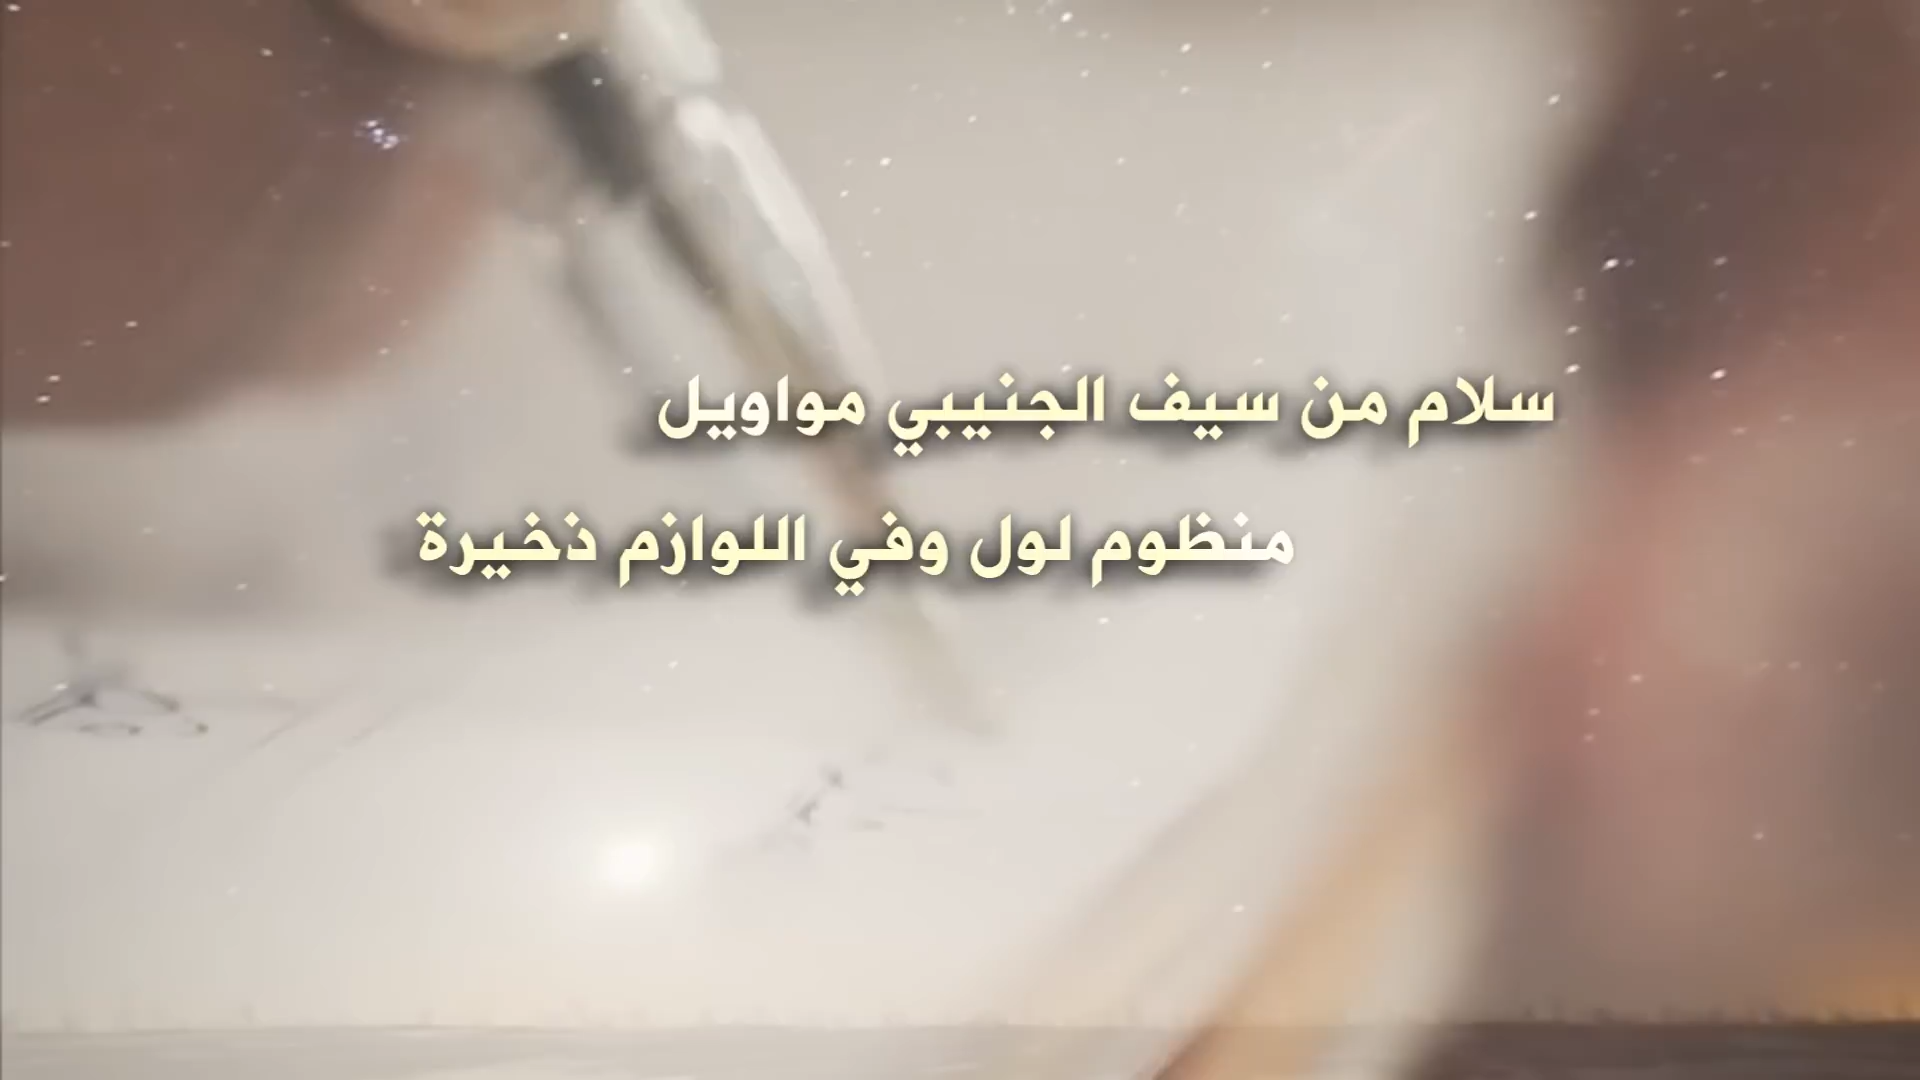 سلام من سيف الجنيبي مواويل
منظوم لول وفي اللوازم ذخيرة